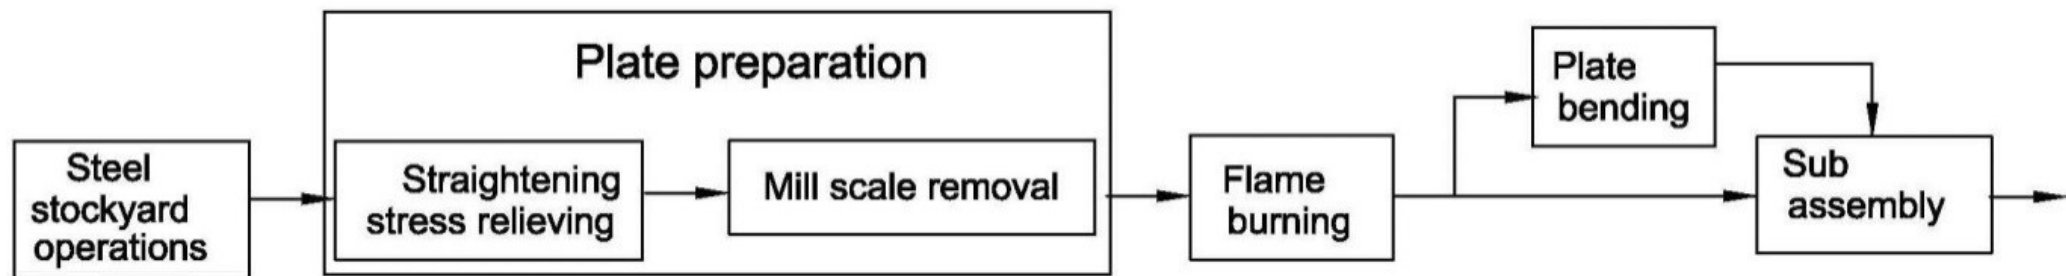 Plate preparation
Steel
stockyard
operations
Straightening
stress relieving
Mill scale removal
Flame
burning
Plate
bending
Sub
assembly